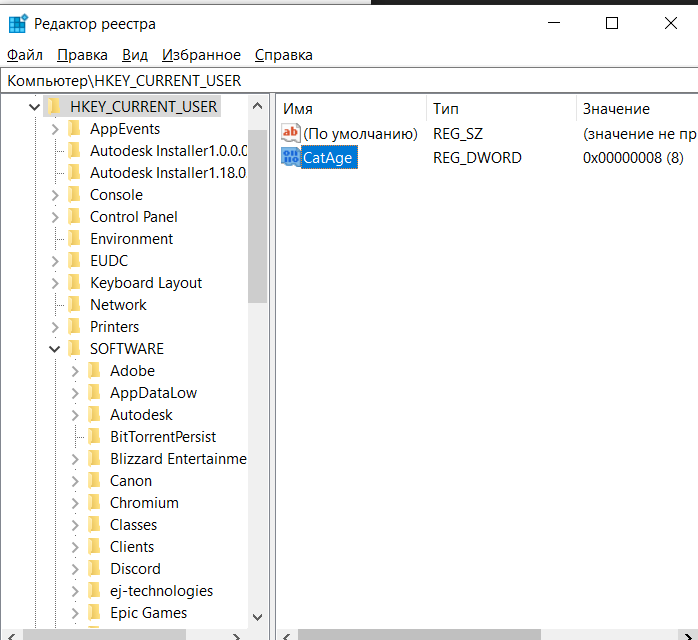 Редактор реестра
Файл Правка Вид Избранное Справка
Компьютер\HKEY_CURRENT_USER
HKEY_CURRENT_USER
AppEvents
Autodesk Installer1.0.0.0
Autodesk Installer1.18.0
Console
Control Panel
Environment
EUDC
Keyboard Layout
Network
Printers
SOFTWARE
Adobe
AppDataLow
Autodesk
BitTorrentPersist
Blizzard Entertainme
Canon
Chromium
Classes
Clients
Discord
ej-technologies
Epic Games
Имя Тип Значение
(По умолчанию) REG_SZ (значение не пр
CatAge REG_DWORD 0x00000008 (8)